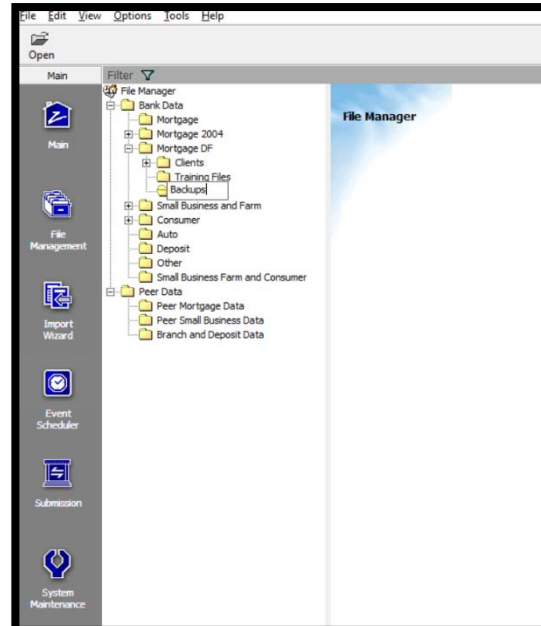 File Edit View Options Tools Help
Open
Main
Filter
Main
File
Management
Import
Wizard
Event
Scheduler
Submission
System
Maintenance
File Manager
Bank Data
Mortgage
Mortgage 2004
Mortgage DF
Clients
Training Files
Backups
Small Business and Farm
Consumer
Auto
Deposit
Other
Small Business Farm and Consumer
Peer Data
Peer Mortgage Data
Peer Small Business Data
Branch and Deposit Data
File Manager